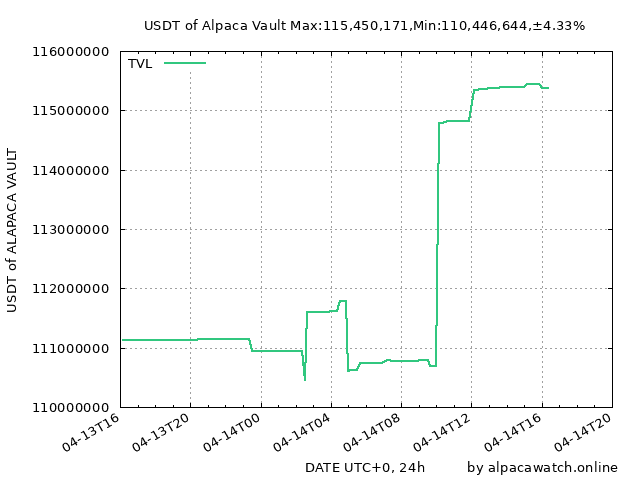 USDT of Alpaca Vault Max:115,450,171,Min:110,446,644,±4.33%
TVL
116000000
115000000
114000000
113000000
112000000
111000000
110000000
USDT of ALAPACA VAULT
04-13T16
04-13T20
04-14T00
04-14T04
04-14T08
04-14T12
04-14T16
04-14T20
DATE UTC+0, 24h
by alpacawatch.online